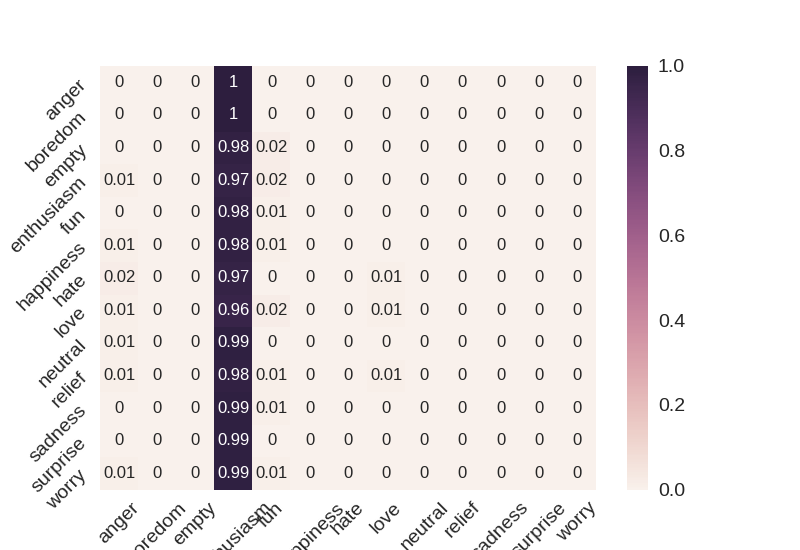 1.0
anger 0 0 0 1 0 0 0 0 0 0 0 0 0
boredom 0 0 0 1 0 0 0 0 0 0 0 0 0
empty 0 0 0 0.98 0.02 0 0 0 0 0 0 0 0
0.8
enthusiasm 0.01 0 0 0.97 0.02 0 0 0 0 0 0 0 0
fun 0 0 0 0.98 0.01 0 0 0 0 0 0 0 0
0.6
happiness 0.01 0 0 0.98 0.01 0 0 0 0 0 0 0 0
hate 0.02 0 0 0.97 0 0 0 0.01 0 0 0 0 0
love 0.01 0 0 0.96 0.02 0 0 0.01 0 0 0 0 0
0.4
neutral 0.01 0 0 0.99 0 0 0 0 0 0 0 0 0
relief 0.01 0 0 0.98 0.01 0 0 0.01 0 0 0 0 0
0.2
sadness 0 0 0 0.99 0.01 0 0 0 0 0 0 0 0
surprise 0 0 0 0.99 0 0 0 0 0 0 0 0 0
worry 0.01 0 0 0.99 0.01 0 0 0 0 0 0 0 0
0.0
anger oredom empty husiasm fun ppiness hate love neutral relief adness surprise worry